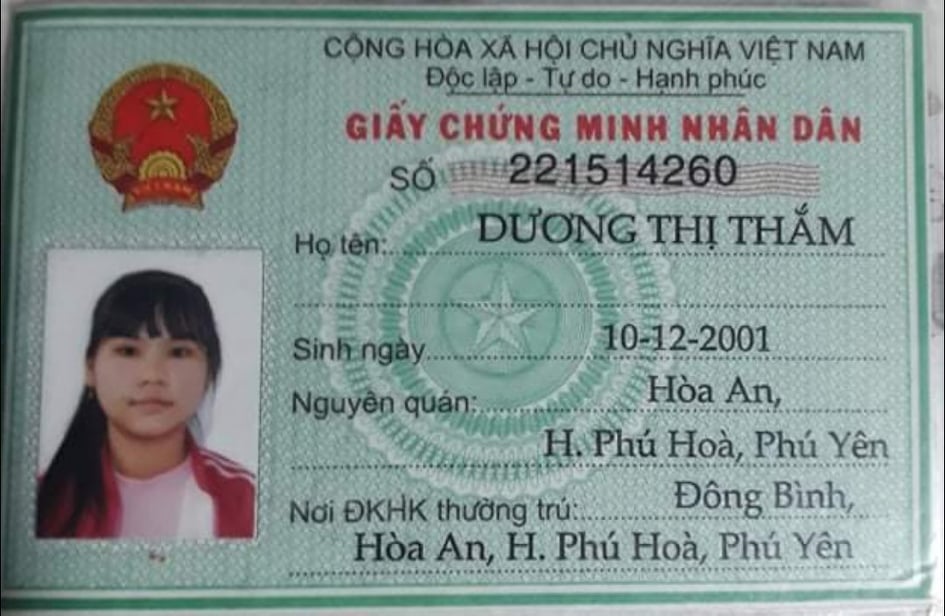 CỘNG HÒA XÃ HỘI CHỦ NGHĨA VIỆT NAM
Độc lập - Tự do - Hạnh phúc
GIẤY CHỨNG MINH NHÂN DÂN
SỐ 221514260
Họ tên: DƯƠNG THỊ THẮM
Sinh ngày 10-12-2001
Nguyên quán: Hòa An,
H. Phú Hoà, Phú Yên
Nơi ĐKHK thường trú: Đông Bình,
Hòa An, H. Phú Hoà, Phú Yên
VIỆT NAM